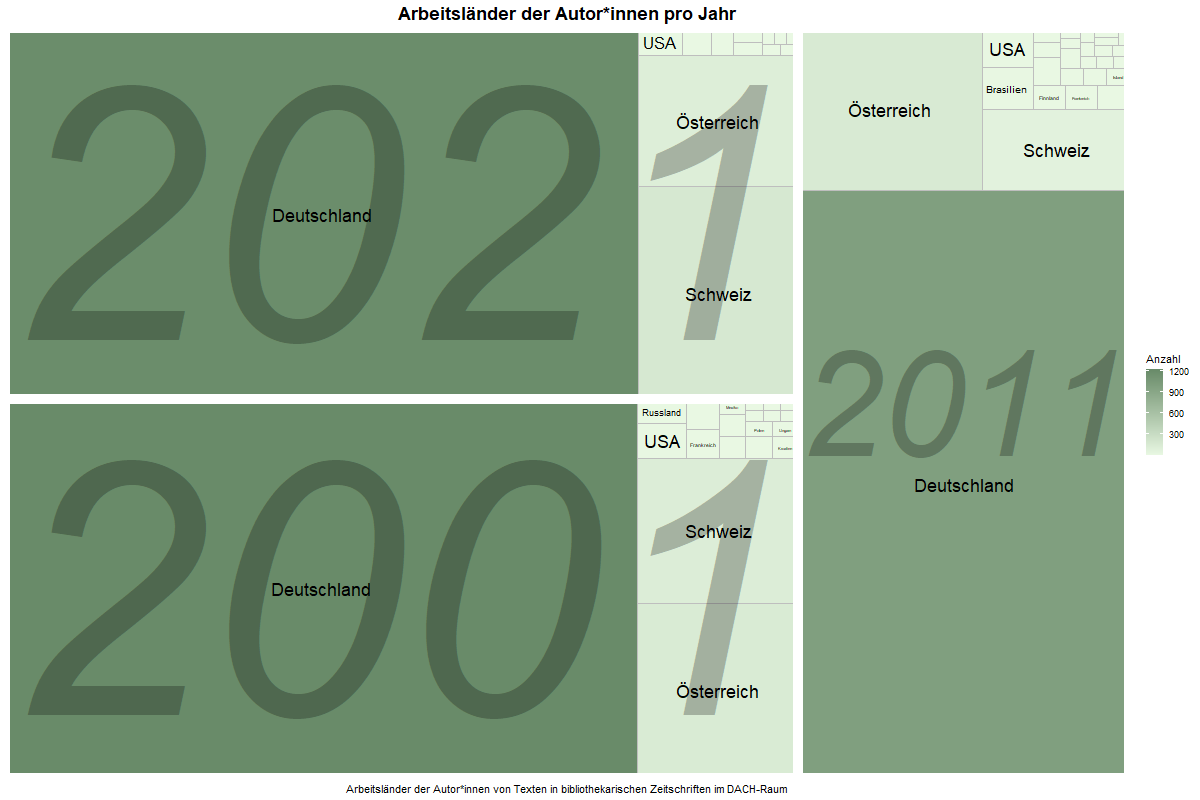 Arbeitsländer der Autor*innen pro Jahr
2021
Deutschland
USA
Österreich
Schweiz
2011
Österreich
USA
Brasilien
Finnland
Frankreich
Schweiz
Deutschland
2001
Deutschland
Russland
USA
Frankreich
Mexiko
Polen
Ungarn
Kroatien
Schweiz
Österreich
Anzahl
1200
900
600
300
Arbeitsländer der Autor*innen von Texten in bibliothekarischen Zeitschriften im DACH-Raum